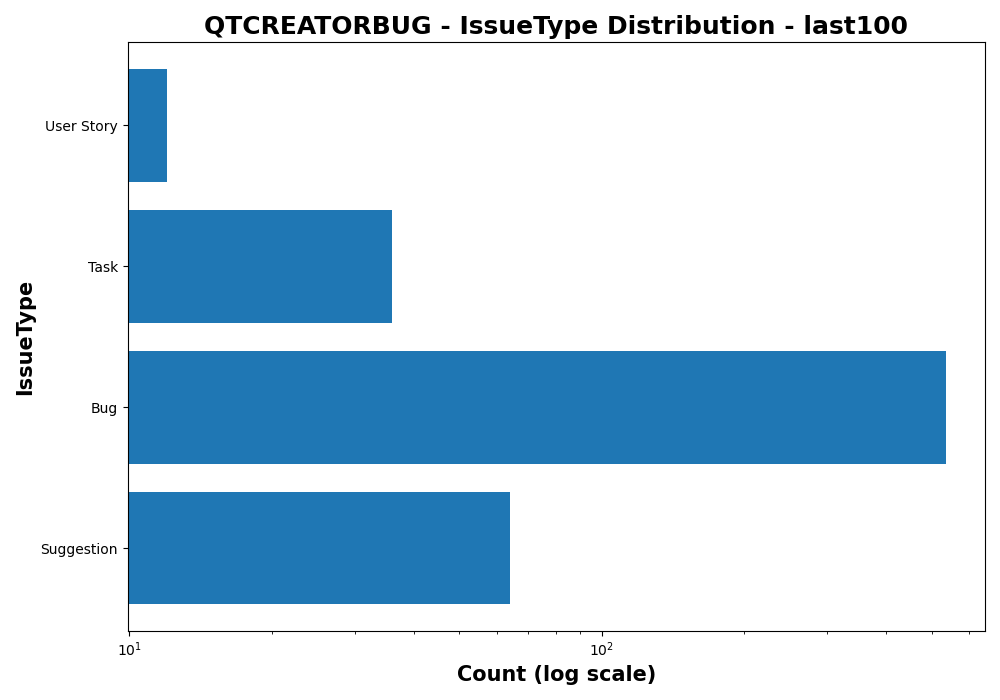 QTCREATORBUG - IssueType Distribution - last100
IssueType
User Story
Task
Bug
Suggestion
10¹
10²
Count (log scale)